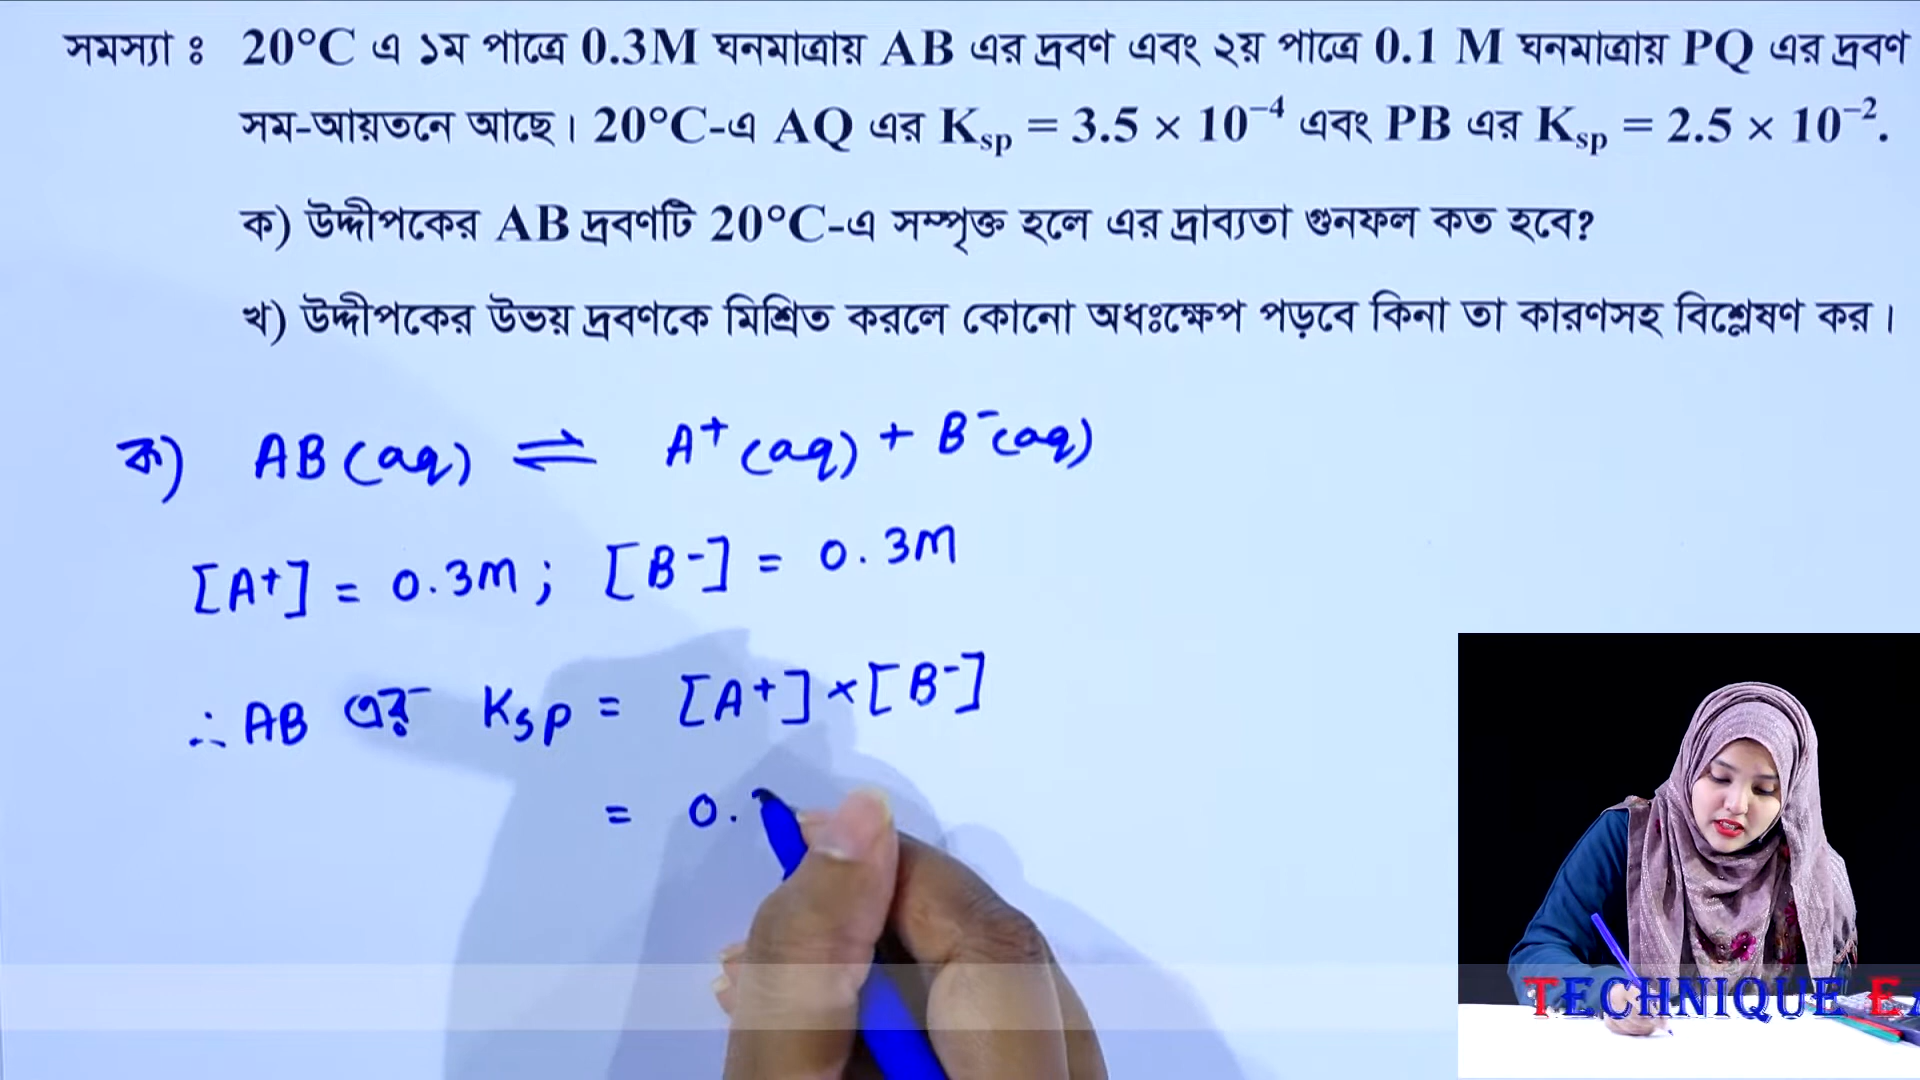 সমস্যা ঃ 20°C এ ১ম পাত্রে 0.3M ঘনমাত্রায় AB এর দ্রবণ এবং ২য় পাত্রে 0.1 M ঘনমাত্রায় PQ এর দ্রবণ
সম-আয়তনে আছে। 20°C-এ AQ এর Ksp = 3.5 × 10⁻⁴ এবং PB এর Ksp = 2.5 × 10⁻².
ক) উদ্দীপকের AB দ্রবণটি 20°C-এ সম্পৃক্ত হলে এর দ্রাব্যতা গুনফল কত হবে?
খ) উদ্দীপকের উভয় দ্রবণকে মিশ্রিত করলে কোনো অধঃক্ষেপ পড়বে কিনা তা কারণসহ বিশ্লেষণ কর।
ক) AB(aq) ⇌ A⁺(aq) + B⁻(aq)
[A⁺] = 0.3M; [B⁻] = 0.3M
∴ AB এর Ksp = [A⁺]×[B⁻]
= 0.
TECHNIQUE